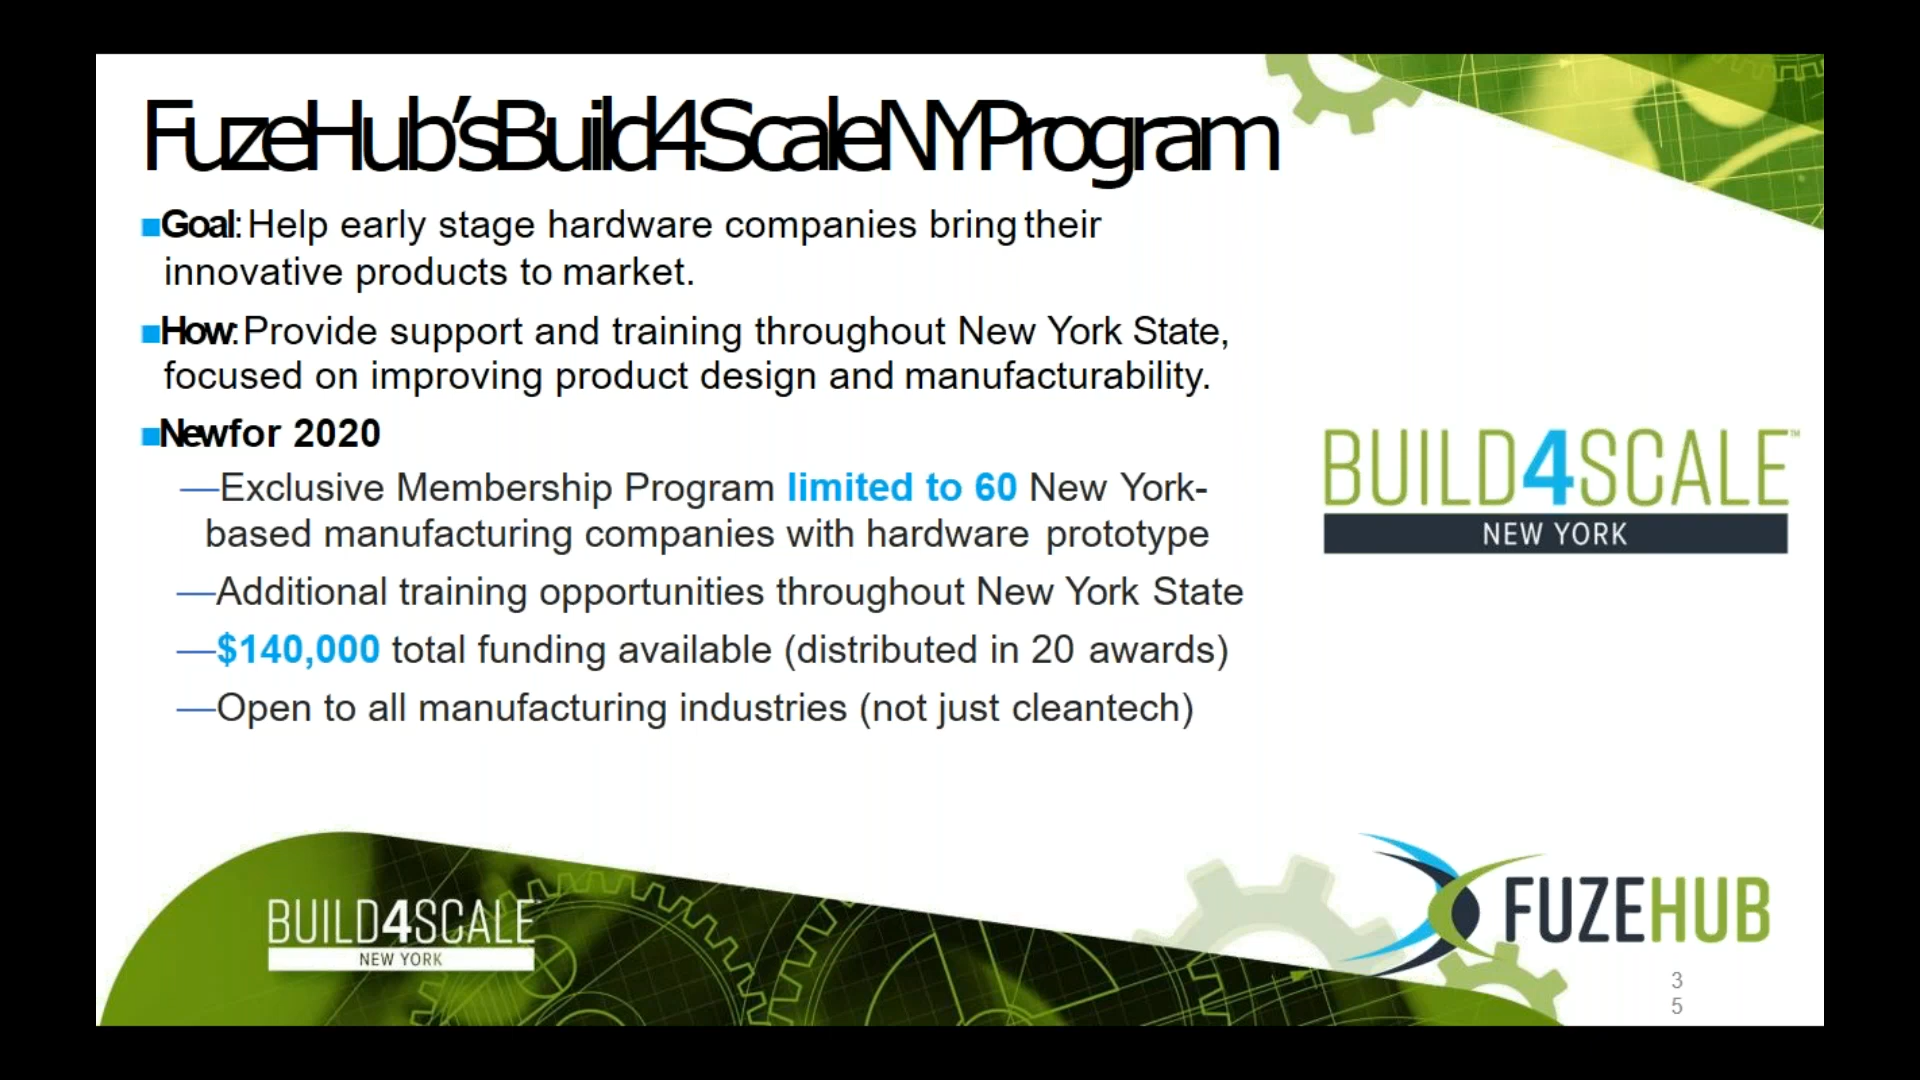 FuzeHub'sBuild4ScaleNYProgram
■Goal: Help early stage hardware companies bring their
innovative products to market.
■How: Provide support and training throughout New York State,
focused on improving product design and manufacturability.
■Newfor 2020
—Exclusive Membership Program limited to 60 New York-
based manufacturing companies with hardware prototype
—Additional training opportunities throughout New York State
—$140,000 total funding available (distributed in 20 awards)
—Open to all manufacturing industries (not just cleantech)
BUILD4SCALE™
NEW YORK
BUILD4SCALE
NEW YORK
FUZEHUB
3
5